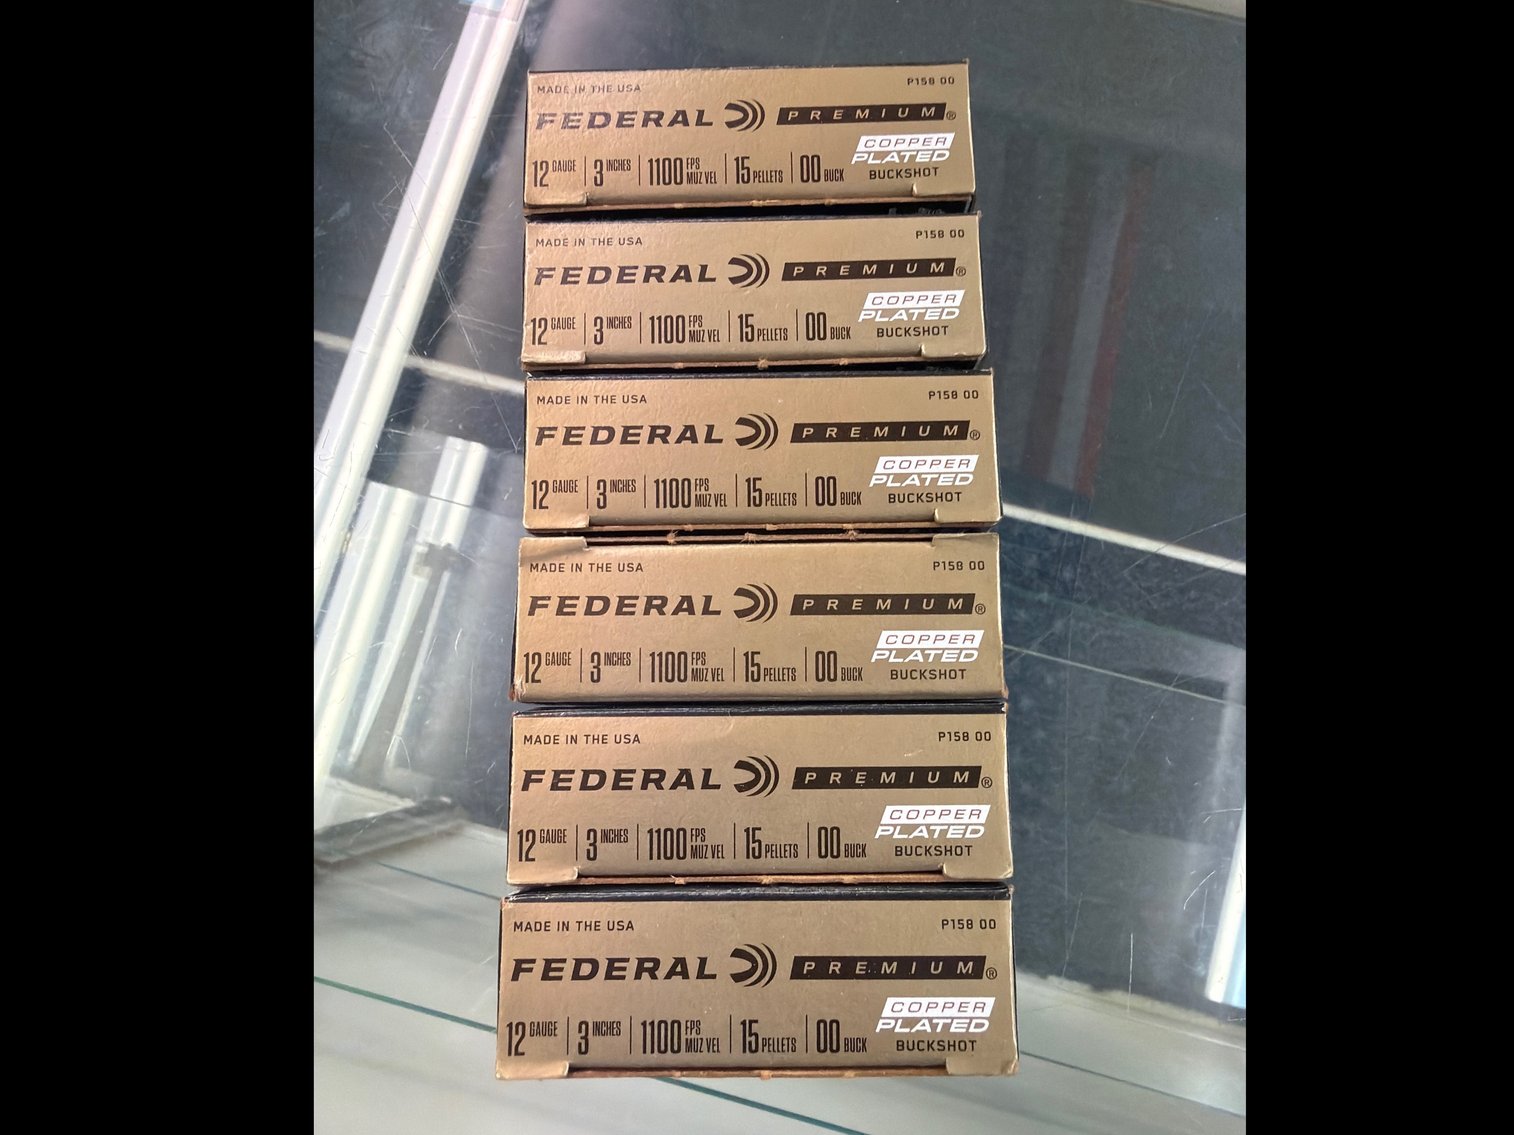 MADE IN THE USA P158 00
FEDERAL PREMIUM®
COPPER
PLATED
12 GAUGE 3 INCHES 1100 FPS MUZ VEL 15 PELLETS 00 BUCK BUCKSHOT
MADE IN THE USA P158 00
FEDERAL PREMIUM®
COPPER
PLATED
12 GAUGE 3 INCHES 1100 FPS MUZ VEL 15 PELLETS 00 BUCK BUCKSHOT
MADE IN THE USA P158 00
FEDERAL PREMIUM®
COPPER
PLATED
12 GAUGE 3 INCHES 1100 FPS MUZ VEL 15 PELLETS 00 BUCK BUCKSHOT
MADE IN THE USA P158 00
FEDERAL PREMIUM®
COPPER
PLATED
12 GAUGE 3 INCHES 1100 FPS MUZ VEL 15 PELLETS 00 BUCK BUCKSHOT
MADE IN THE USA P158 00
FEDERAL PREMIUM®
COPPER
PLATED
12 GAUGE 3 INCHES 1100 FPS MUZ VEL 15 PELLETS 00 BUCK BUCKSHOT
MADE IN THE USA P158 00
FEDERAL PREMIUM®
COPPER
PLATED
12 GAUGE 3 INCHES 1100 FPS MUZ VEL 15 PELLETS 00 BUCK BUCKSHOT